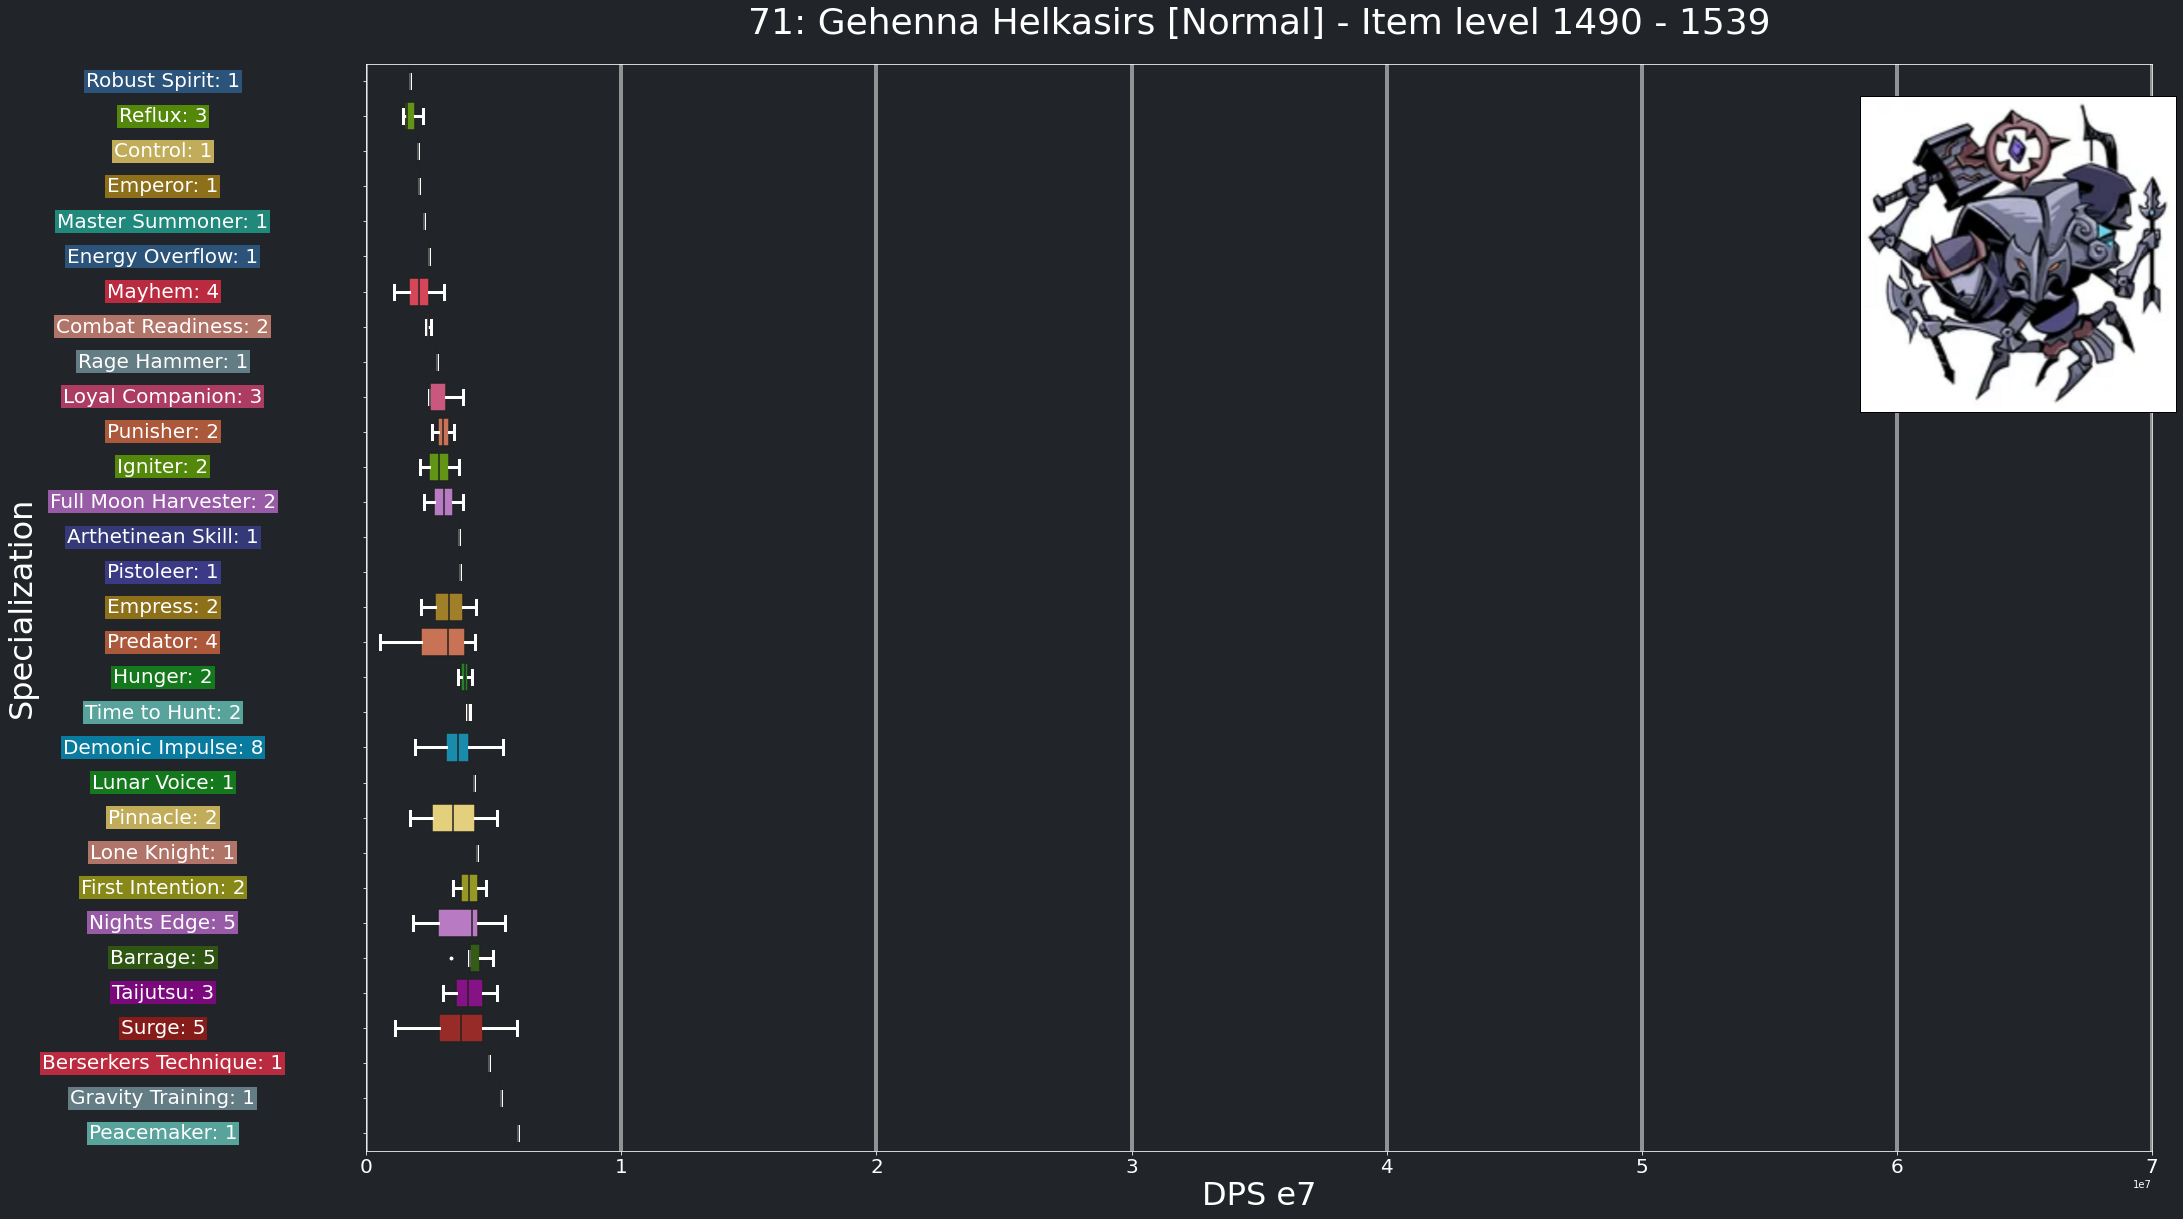 71: Gehenna Helkasirs [Normal] - Item level 1490 - 1539
Specialization
Robust Spirit: 1
Reflux: 3
Control: 1
Emperor: 1
Master Summoner: 1
Energy Overflow: 1
Mayhem: 4
Combat Readiness: 2
Rage Hammer: 1
Loyal Companion: 3
Punisher: 2
Igniter: 2
Full Moon Harvester: 2
Arthetinean Skill: 1
Pistoleer: 1
Empress: 2
Predator: 4
Hunger: 2
Time to Hunt: 2
Demonic Impulse: 8
Lunar Voice: 1
Pinnacle: 2
Lone Knight: 1
First Intention: 2
Nights Edge: 5
Barrage: 5
Taijutsu: 3
Surge: 5
Berserkers Technique: 1
Gravity Training: 1
Peacemaker: 1
0 1 2 3 4 5 6 7
1e7
DPS e7